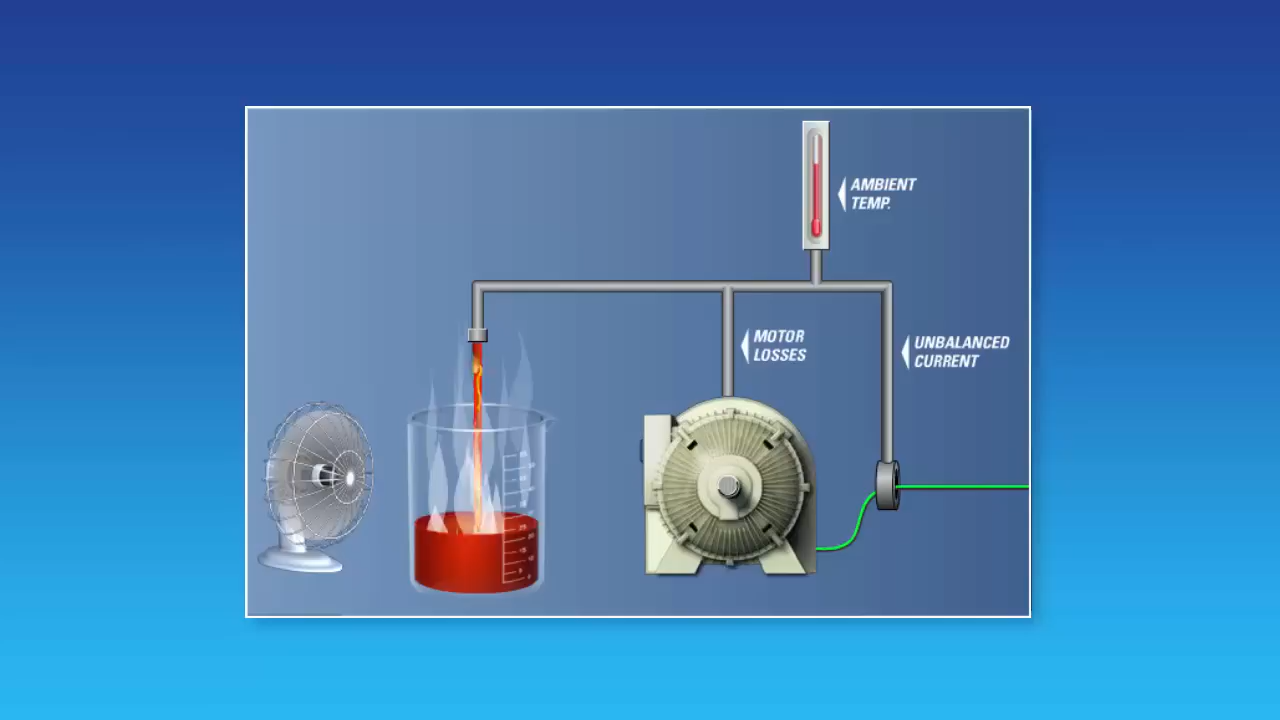 AMBIENT
TEMP.
MOTOR
LOSSES
UNBALANCED
CURRENT